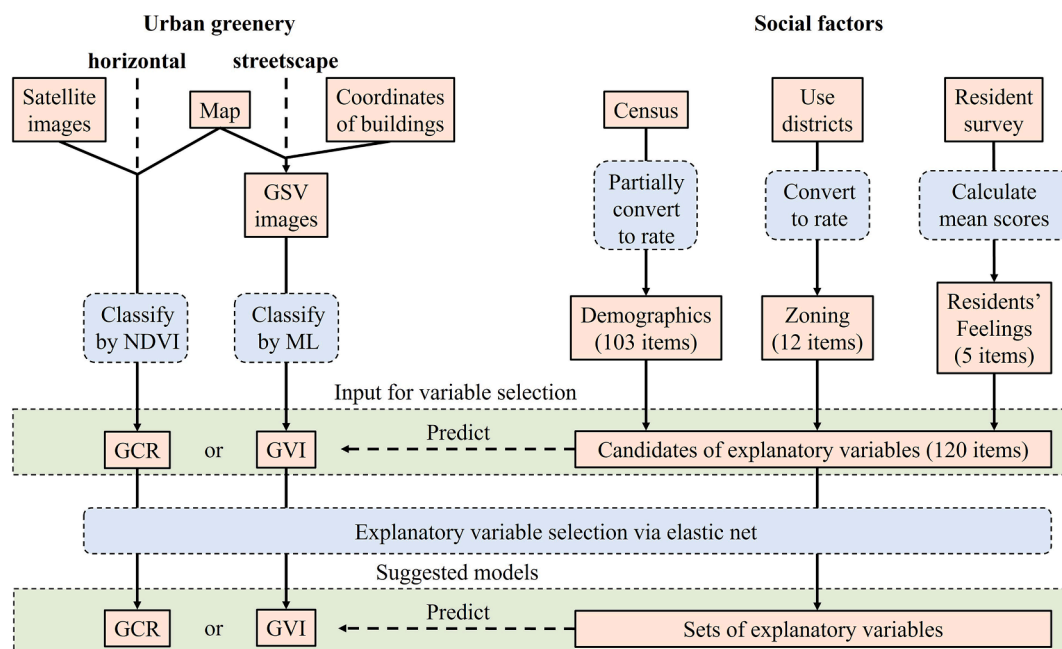 Urban greenery
Social factors
horizontal
streetscape
Satellite
images
Map
Coordinates
of buildings
Census
Use
districts
Resident
survey
GSV
images
Partially
convert
to rate
Convert
to rate
Calculate
mean scores
Classify
by NDVI
Classify
by ML
Demographics
(103 items)
Zoning
(12 items)
Residents’
Feelings
(5 items)
Input for variable selection
GCR
or
GVI
Predict
Candidates of explanatory variables (120 items)
Explanatory variable selection via elastic net
Suggested models
GCR
or
GVI
Predict
Sets of explanatory variables